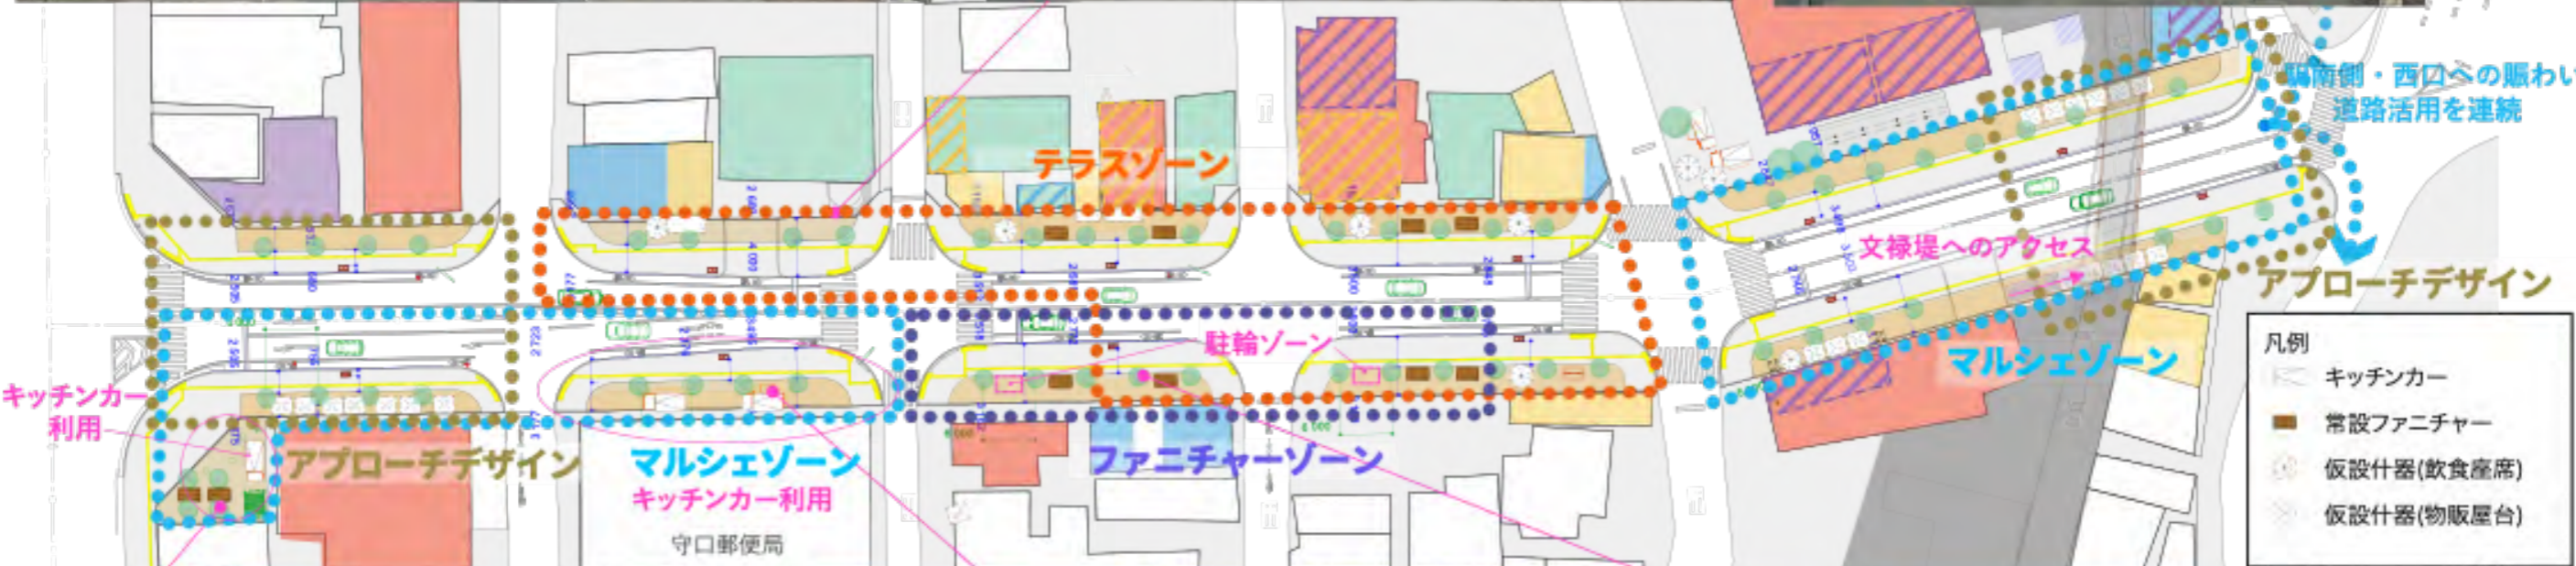 テラスゾーン
南側・西口への賑わい
道路活用を連続
文禄堤へのアクセス
アプローチデザイン
駐輪ゾーン
マルシェゾーン
キッチンカー
利用
アプローチデザイン
マルシェゾーン
キッチンカー利用
守口郵便局
ファニチャーゾーン
凡例
キッチンカー
常設ファニチャー
仮設什器(飲食座席)
仮設什器(物販屋台)